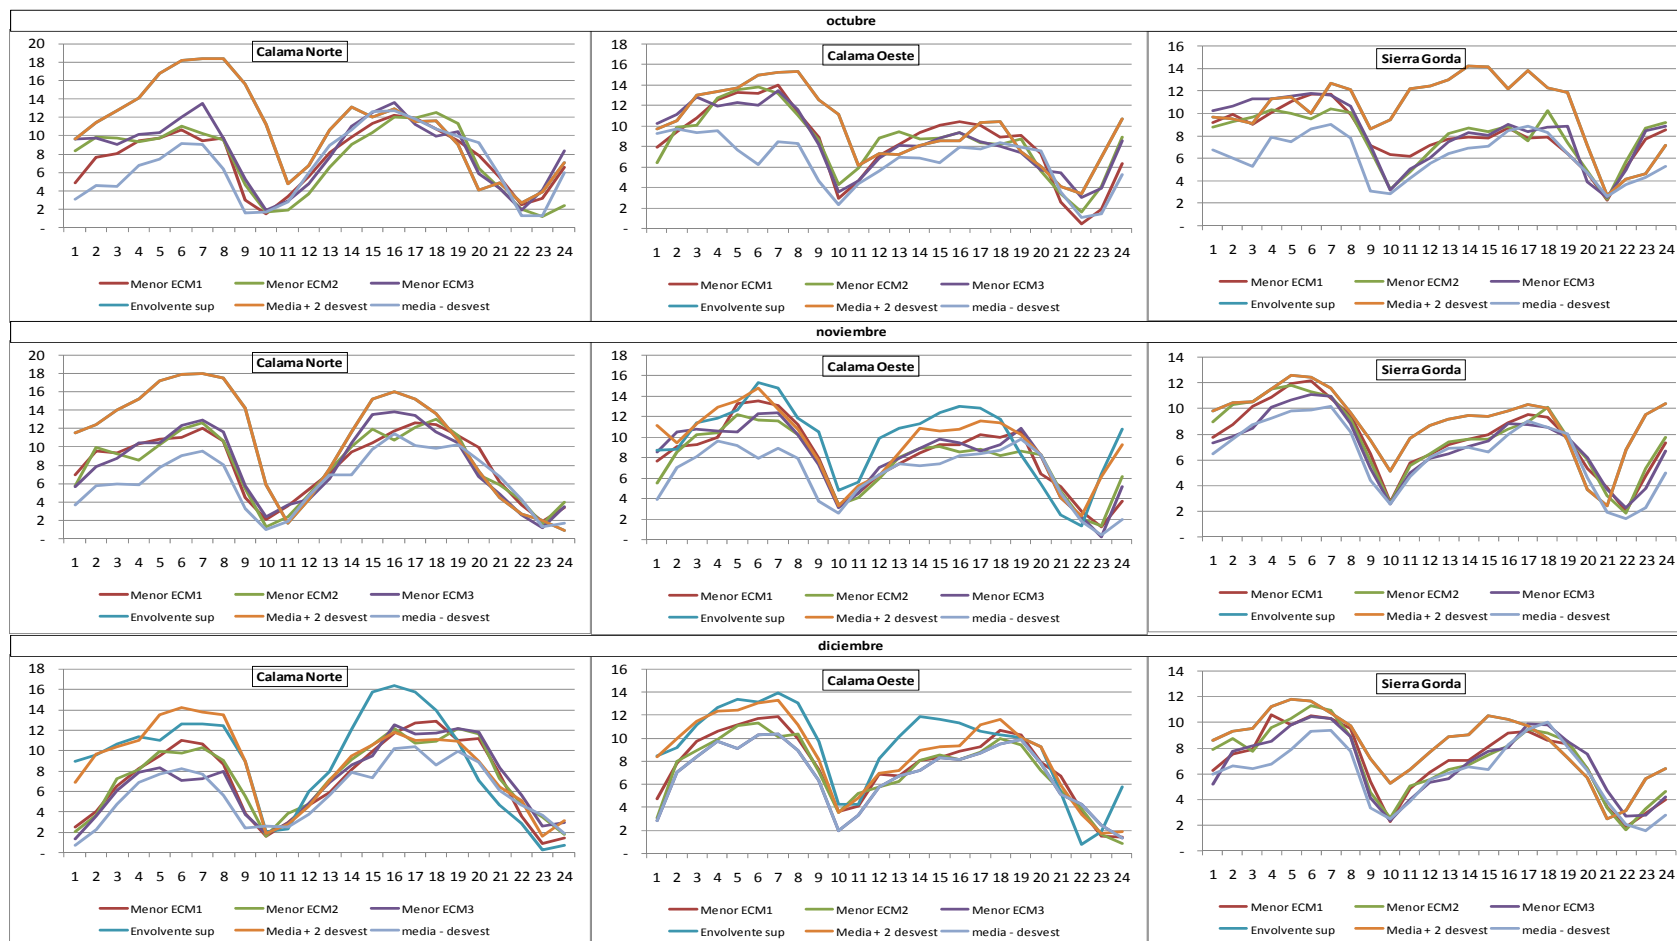 octubre
Calama Norte
20
18
16
14
12
10
8
6
4
2
-
1 2 3 4 5 6 7 8 9 10 11 12 13 14 15 16 17 18 19 20 21 22 23 24
Menor ECM1 Menor ECM2 Menor ECM3
Envolvente sup Media + 2 desvest media - desvest
Calama Oeste
18
16
14
12
10
8
6
4
2
-
1 2 3 4 5 6 7 8 9 10 11 12 13 14 15 16 17 18 19 20 21 22 23 24
Menor ECM1 Menor ECM2 Menor ECM3
Envolvente sup Media + 2 desvest media - desvest
Sierra Gorda
16
14
12
10
8
6
4
2
-
1 2 3 4 5 6 7 8 9 10 11 12 13 14 15 16 17 18 19 20 21 22 23 24
Menor ECM1 Menor ECM2 Menor ECM3
Envolvente sup Media + 2 desvest media - desvest
noviembre
Calama Norte
20
18
16
14
12
10
8
6
4
2
-
1 2 3 4 5 6 7 8 9 10 11 12 13 14 15 16 17 18 19 20 21 22 23 24
Menor ECM1 Menor ECM2 Menor ECM3
Envolvente sup Media + 2 desvest media - desvest
Calama Oeste
18
16
14
12
10
8
6
4
2
-
1 2 3 4 5 6 7 8 9 10 11 12 13 14 15 16 17 18 19 20 21 22 23 24
Menor ECM1 Menor ECM2 Menor ECM3
Envolvente sup Media + 2 desvest media - desvest
Sierra Gorda
14
12
10
8
6
4
2
-
1 2 3 4 5 6 7 8 9 10 11 12 13 14 15 16 17 18 19 20 21 22 23 24
Menor ECM1 Menor ECM2 Menor ECM3
Envolvente sup Media + 2 desvest media - desvest
diciembre
Calama Norte
18
16
14
12
10
8
6
4
2
-
1 2 3 4 5 6 7 8 9 10 11 12 13 14 15 16 17 18 19 20 21 22 23 24
Menor ECM1 Menor ECM2 Menor ECM3
Envolvente sup Media + 2 desvest media - desvest
Calama Oeste
16
14
12
10
8
6
4
2
-
1 2 3 4 5 6 7 8 9 10 11 12 13 14 15 16 17 18 19 20 21 22 23 24
Menor ECM1 Menor ECM2 Menor ECM3
Envolvente sup Media + 2 desvest media - desvest
Sierra Gorda
14
12
10
8
6
4
2
-
1 2 3 4 5 6 7 8 9 10 11 12 13 14 15 16 17 18 19 20 21 22 23 24
Menor ECM1 Menor ECM2 Menor ECM3
Envolvente sup Media + 2 desvest media - desvest